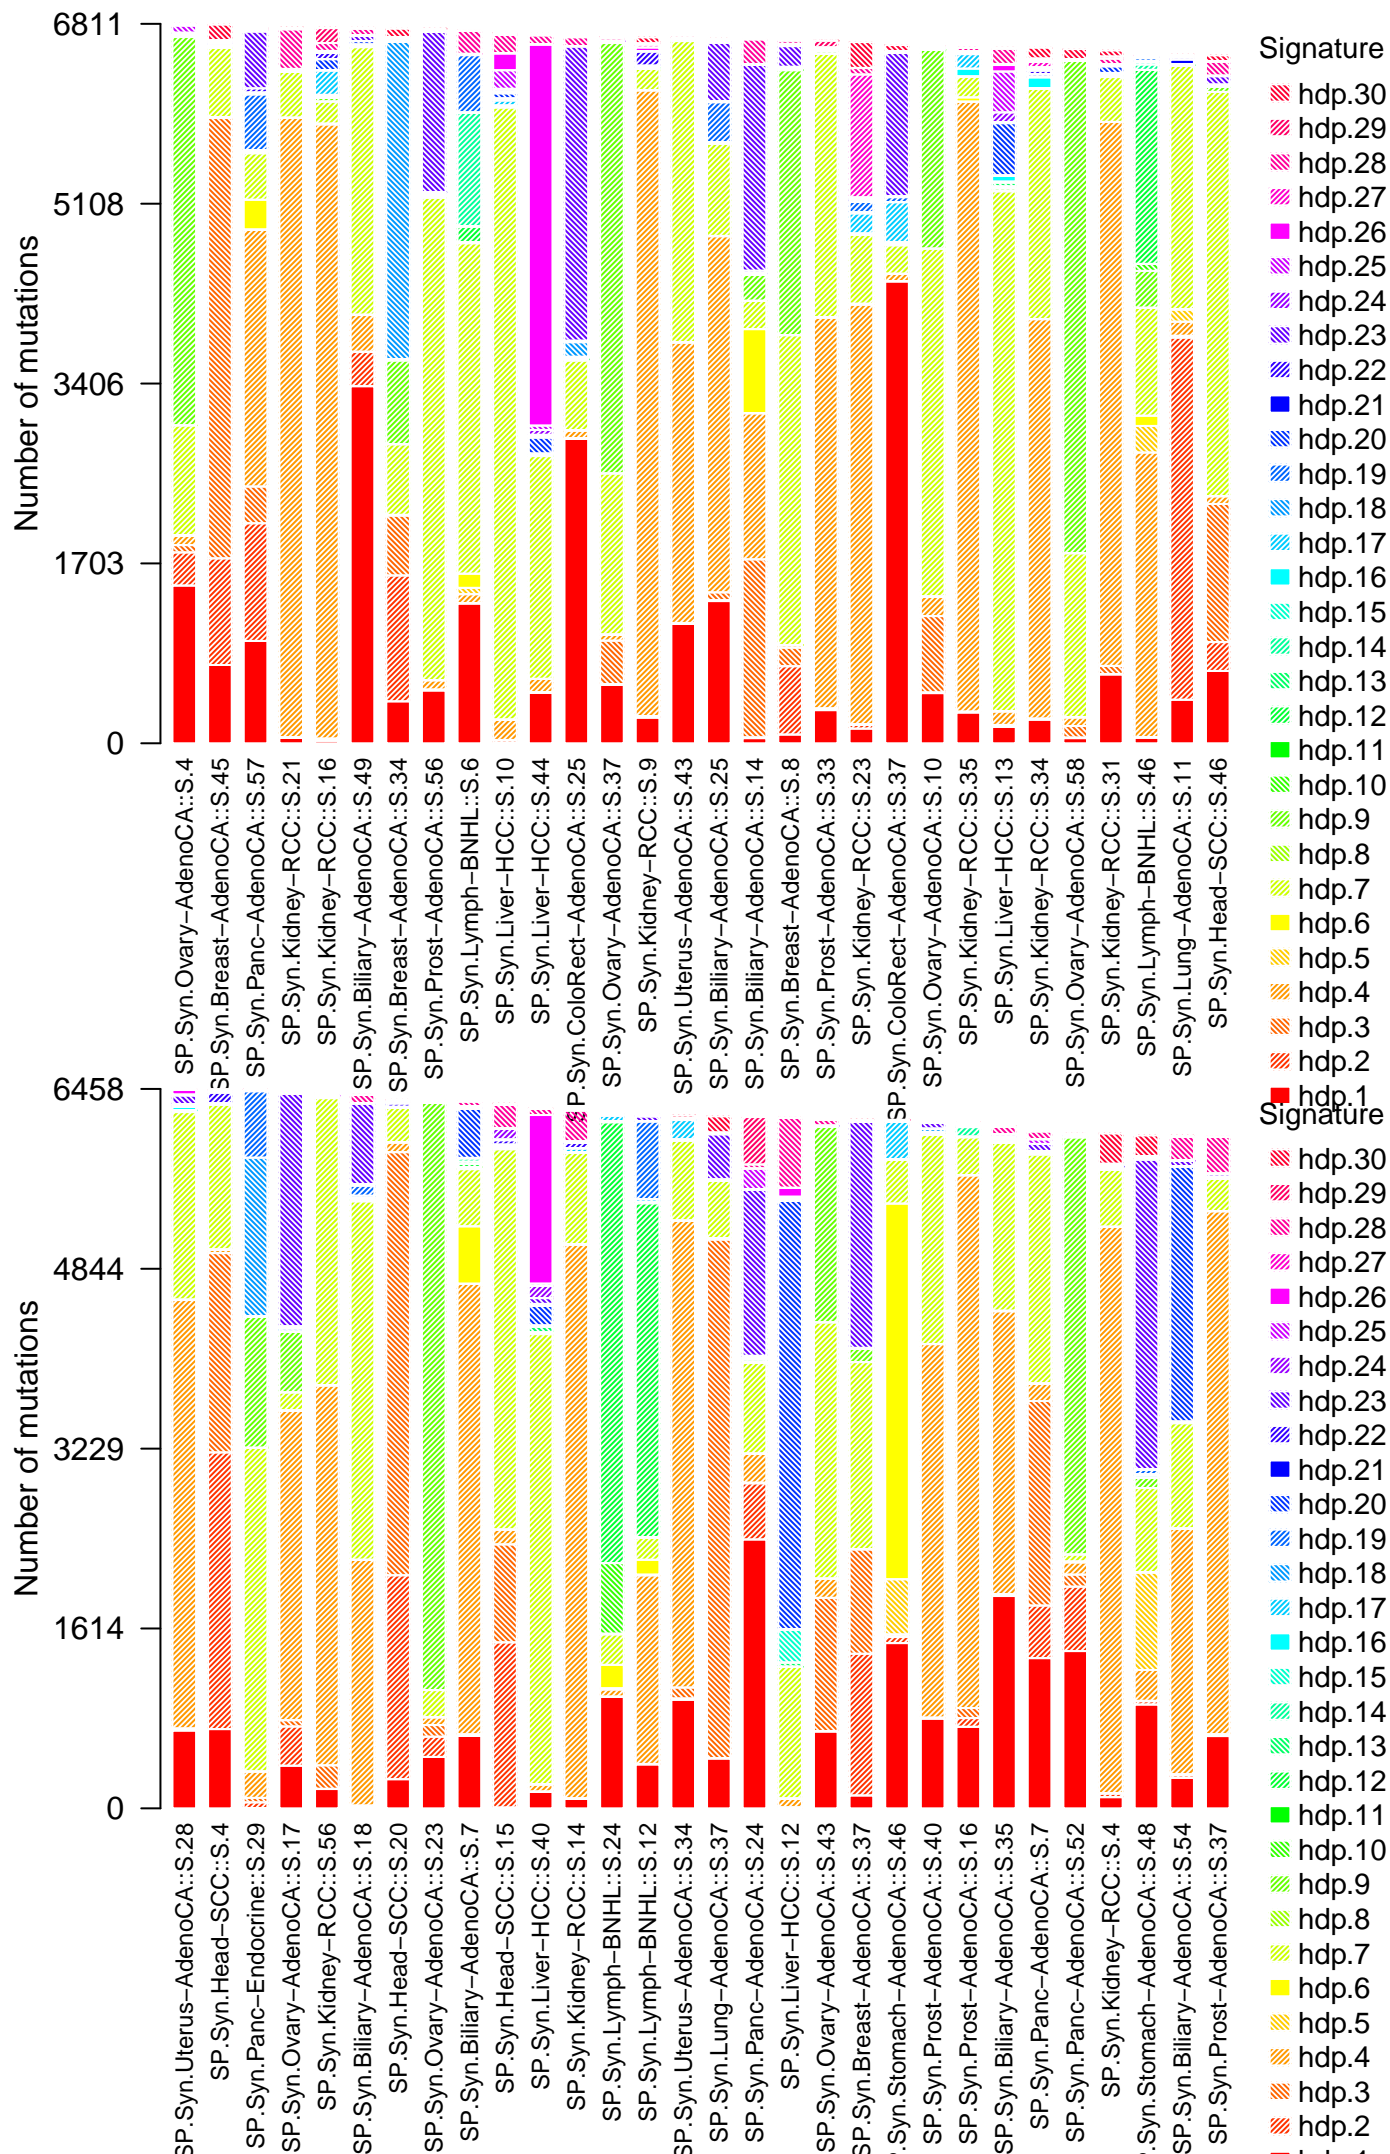 6811
5108
3406
1703
0
Number of mutations
SP.Syn.Ovary−AdenoCA::S.4
SP.Syn.Breast−AdenoCA::S.45
SP.Syn.Panc−AdenoCA::S.57
SP.Syn.Kidney−RCC::S.21
SP.Syn.Kidney−RCC::S.16
SP.Syn.Biliary−AdenoCA::S.49
SP.Syn.Breast−AdenoCA::S.34
SP.Syn.Prost−AdenoCA::S.56
SP.Syn.Lymph−BNHL::S.6
SP.Syn.Liver−HCC::S.10
SP.Syn.Liver−HCC::S.44
SP.Syn.ColoRect−AdenoCA::S.25
SP.Syn.Ovary−AdenoCA::S.37
SP.Syn.Kidney−RCC::S.9
SP.Syn.Uterus−AdenoCA::S.43
SP.Syn.Biliary−AdenoCA::S.25
SP.Syn.Biliary−AdenoCA::S.14
SP.Syn.Breast−AdenoCA::S.8
SP.Syn.Prost−AdenoCA::S.33
SP.Syn.Kidney−RCC::S.23
SP.Syn.ColoRect−AdenoCA::S.37
SP.Syn.Ovary−AdenoCA::S.10
SP.Syn.Kidney−RCC::S.35
SP.Syn.Liver−HCC::S.13
SP.Syn.Kidney−RCC::S.34
SP.Syn.Ovary−AdenoCA::S.58
SP.Syn.Kidney−RCC::S.31
SP.Syn.Lymph−BNHL::S.46
SP.Syn.Lung−AdenoCA::S.11
SP.Syn.Head−SCC::S.46
Signature
hdp.30
hdp.29
hdp.28
hdp.27
hdp.26
hdp.25
hdp.24
hdp.23
hdp.22
hdp.21
hdp.20
hdp.19
hdp.18
hdp.17
hdp.16
hdp.15
hdp.14
hdp.13
hdp.12
hdp.11
hdp.10
hdp.9
hdp.8
hdp.7
hdp.6
hdp.5
hdp.4
hdp.3
hdp.2
hdp.1
6458
4844
3229
1614
0
Number of mutations
SP.Syn.Uterus−AdenoCA::S.28
SP.Syn.Head−SCC::S.4
SP.Syn.Panc−Endocrine::S.29
SP.Syn.Ovary−AdenoCA::S.17
SP.Syn.Kidney−RCC::S.56
SP.Syn.Biliary−AdenoCA::S.18
SP.Syn.Head−SCC::S.20
SP.Syn.Ovary−AdenoCA::S.23
SP.Syn.Biliary−AdenoCA::S.7
SP.Syn.Head−SCC::S.15
SP.Syn.Liver−HCC::S.40
SP.Syn.Kidney−RCC::S.14
SP.Syn.Lymph−BNHL::S.24
SP.Syn.Lymph−BNHL::S.12
SP.Syn.Uterus−AdenoCA::S.34
SP.Syn.Lung−AdenoCA::S.37
SP.Syn.Panc−AdenoCA::S.24
SP.Syn.Liver−HCC::S.12
SP.Syn.Ovary−AdenoCA::S.43
SP.Syn.Breast−AdenoCA::S.37
P.Syn.Stomach−AdenoCA::S.46
SP.Syn.Prost−AdenoCA::S.40
SP.Syn.Prost−AdenoCA::S.16
SP.Syn.Biliary−AdenoCA::S.35
SP.Syn.Panc−AdenoCA::S.7
SP.Syn.Panc−AdenoCA::S.52
SP.Syn.Kidney−RCC::S.4
P.Syn.Stomach−AdenoCA::S.48
SP.Syn.Biliary−AdenoCA::S.54
SP.Syn.Prost−AdenoCA::S.37
Signature
hdp.30
hdp.29
hdp.28
hdp.27
hdp.26
hdp.25
hdp.24
hdp.23
hdp.22
hdp.21
hdp.20
hdp.19
hdp.18
hdp.17
hdp.16
hdp.15
hdp.14
hdp.13
hdp.12
hdp.11
hdp.10
hdp.9
hdp.8
hdp.7
hdp.6
hdp.5
hdp.4
hdp.3
hdp.2